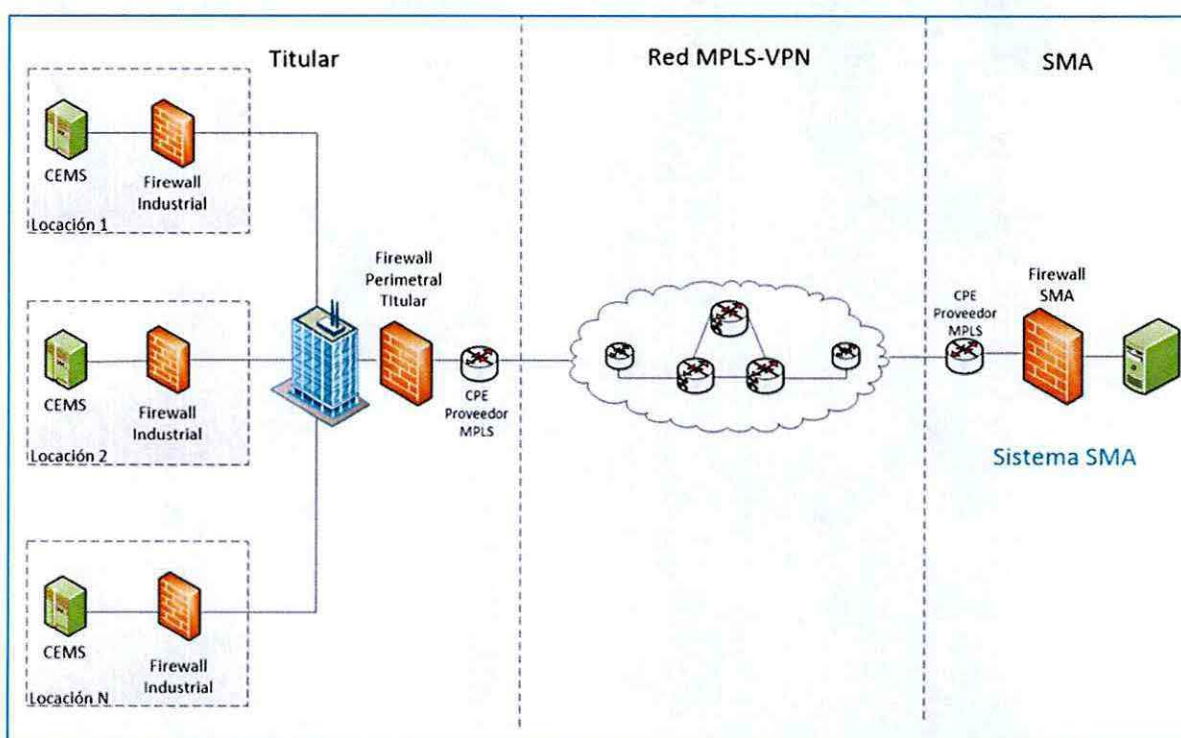 Titular
Red MPLS-VPN
SMA
CEMS
Firewall
Industrial
Locación 1
CEMS
Firewall
Industrial
Locación 2
CEMS
Firewall
Industrial
Locación N
Firewall
Perimetral
TItular
CPE
Proveedor
MPLS
CPE
Proveedor
MPLS
Firewall
SMA
Sistema SMA